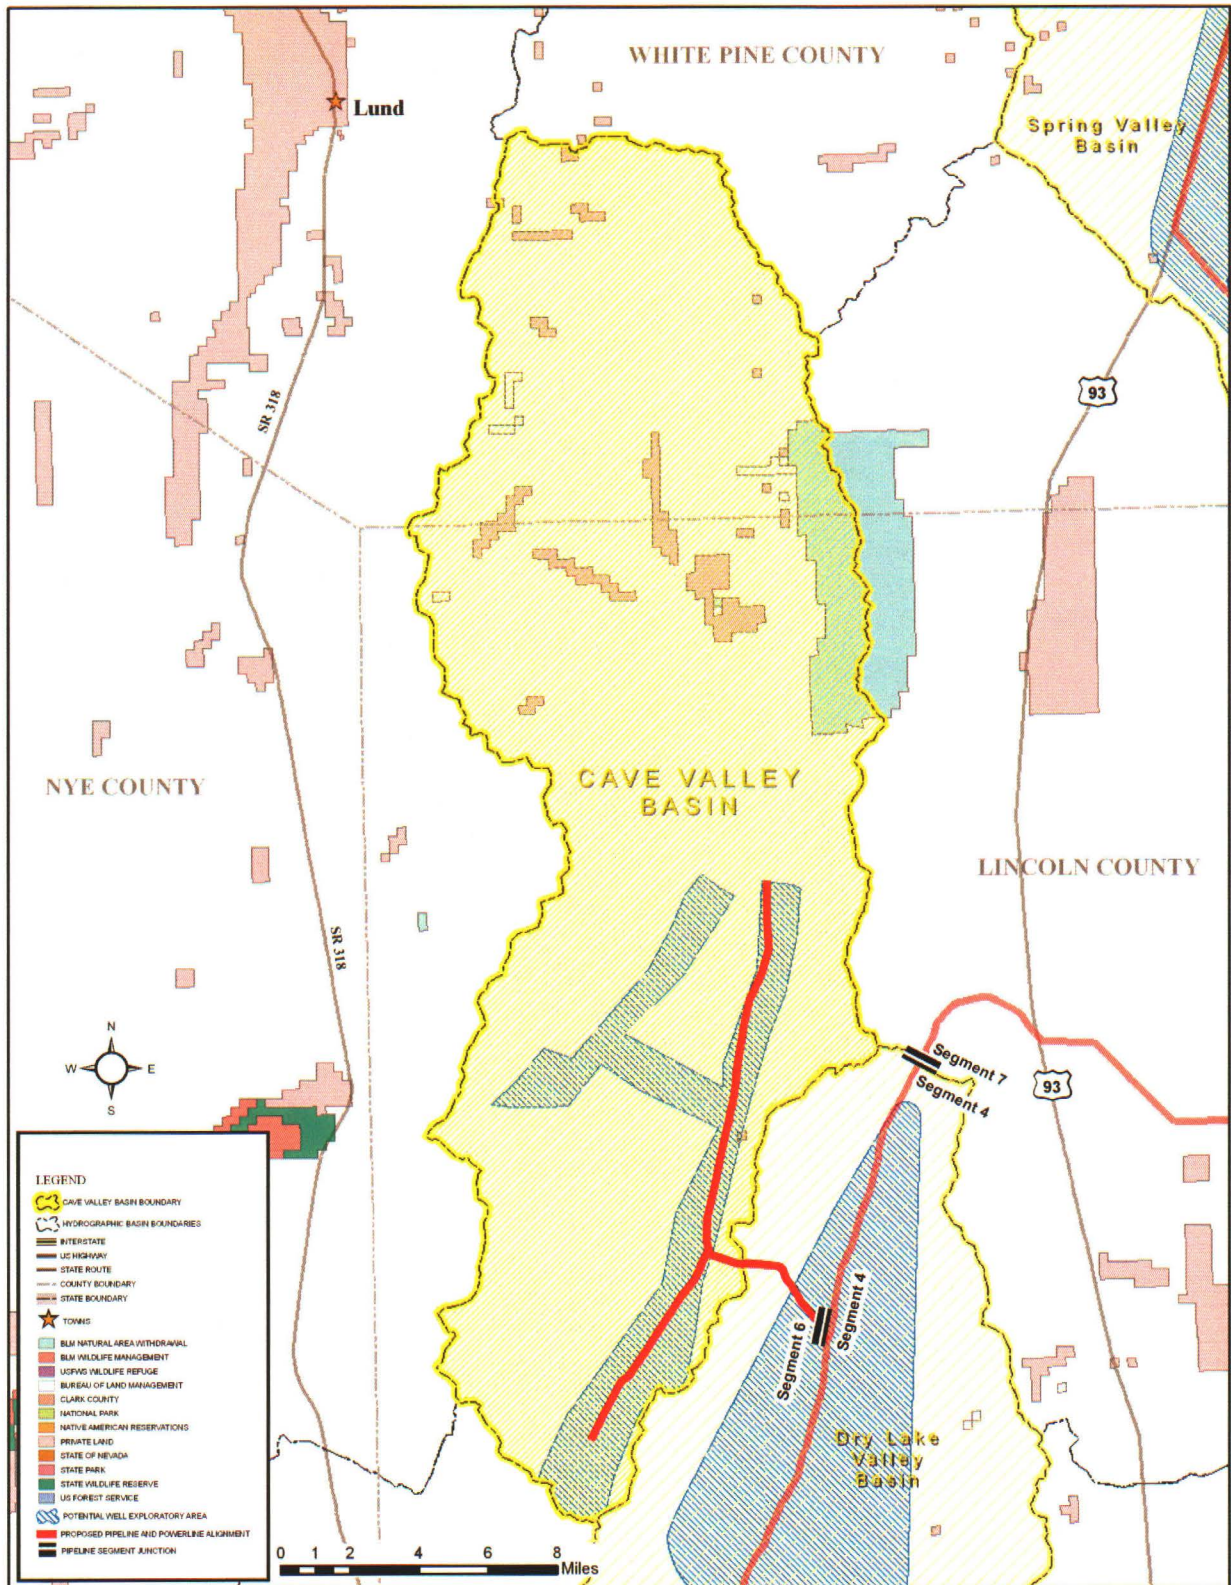 WHITE PINE COUNTY
Lund
Spring Valley
Basin
93
SR 318
CAVE VALLEY
BASIN
NYE COUNTY
LINCOLN COUNTY
SR 318
N
W
E
S
Segment 7
Segment 4
93
Segment 6
Segment 4
Dry Lake
Valley
Basin
LEGEND
CAVE VALLEY BASIN BOUNDARY
HYDROGRAPHIC BASIN BOUNDARIES
INTERSTATE
US HIGHWAY
STATE ROUTE
COUNTY BOUNDARY
STATE BOUNDARY
TOWNS
BLM NATURAL AREA WITHDRAWAL
BLM WILDLIFE MANAGEMENT
USFWS WILDLIFE REFUGE
BUREAU OF LAND MANAGEMENT
CLARK COUNTY
NATIONAL PARK
NATIVE AMERICAN RESERVATIONS
PRIVATE LAND
STATE OF NEVADA
STATE PARK
STATE WILDLIFE RESERVE
US FOREST SERVICE
POTENTIAL WELL EXPLORATORY AREA
PROPOSED PIPELINE AND POWERLINE ALIGNMENT
PIPELINE SEGMENT JUNCTION
0 1 2 4 6 8
Miles